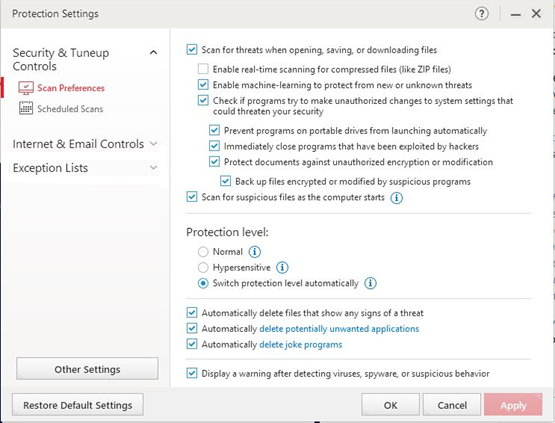 Protection Settings
Security & Tuneup
Controls
Scan Preferences
Scheduled Scans
Internet & Email Controls
Exception Lists
Other Settings
Scan for threats when opening, saving, or downloading files
Enable real-time scanning for compressed files (like ZIP files)
Enable machine-learning to protect from new or unknown threats
Check if programs try to make unauthorized changes to system settings that
could threaten your security
Prevent programs on portable drives from launching automatically
Immediately close programs that have been exploited by hackers
Protect documents against unauthorized encryption or modification
Back up files encrypted or modified by suspicious programs
Scan for suspicious files as the computer starts
Protection level:
Normal
Hypersensitive
Switch protection level automatically
Automatically delete files that show any signs of a threat
Automatically delete potentially unwanted applications
Automatically delete joke programs
Display a warning after detecting viruses, spyware, or suspicious behavior
Restore Default Settings
OK
Cancel
Apply